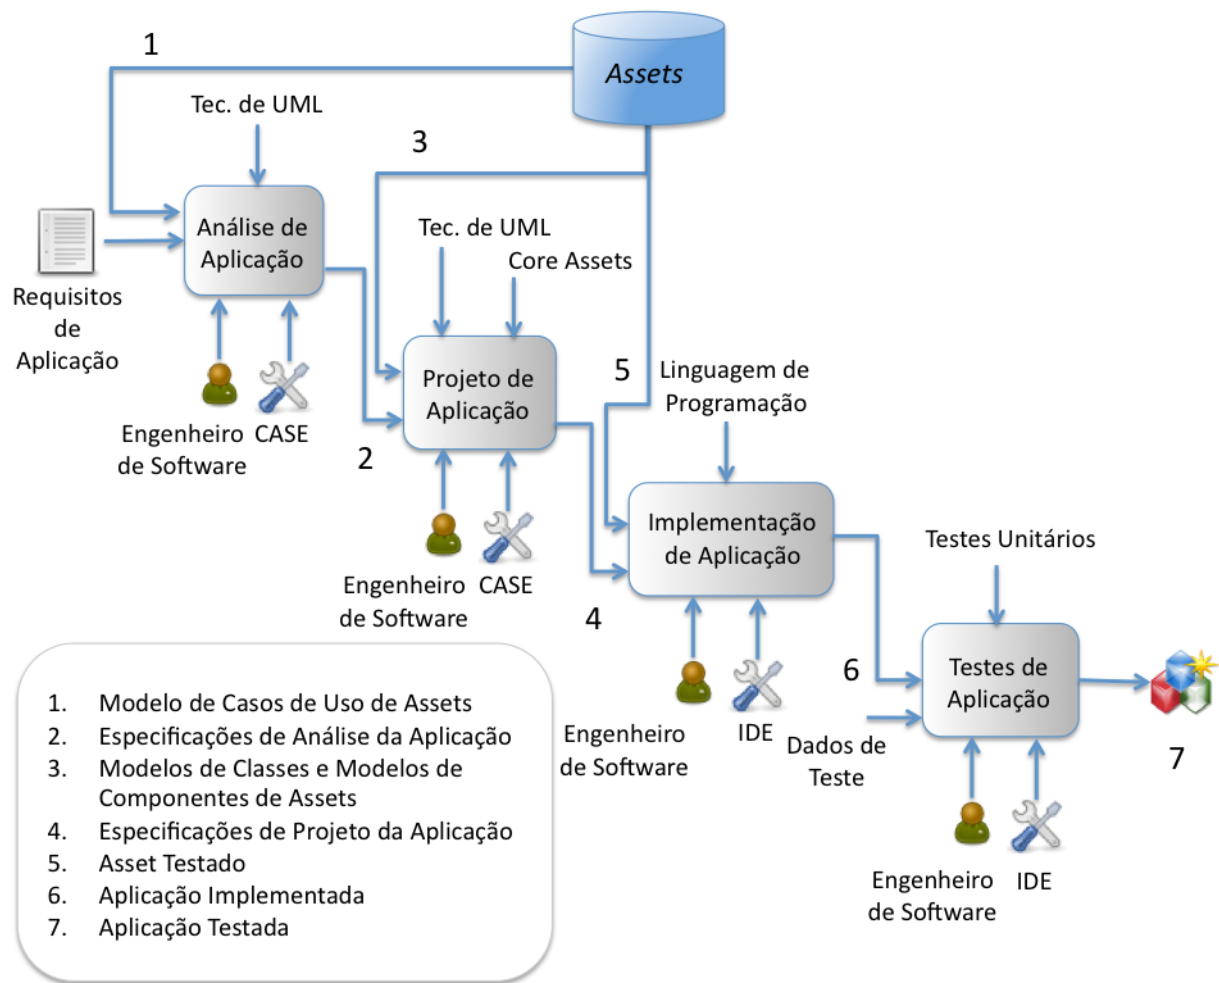 1
Assets
Tec. de UML
3
Análise de
Aplicação
Tec. de UML
Core Assets
Requisitos
de
Aplicação
Engenheiro
de Software
CASE
2
Projeto de
Aplicação
5
Linguagem de
Programação
Engenheiro
de Software
CASE
4
Implementação
de Aplicação
Testes Unitários
Engenheiro
de Software
IDE
6
Dados de
Teste
Testes de
Aplicação
7
Engenheiro
de Software
IDE
1. Modelo de Casos de Uso de Assets
2. Especificações de Análise da Aplicação
3. Modelos de Classes e Modelos de
Componentes de Assets
4. Especificações de Projeto da Aplicação
5. Asset Testado
6. Aplicação Implementada
7. Aplicação Testada